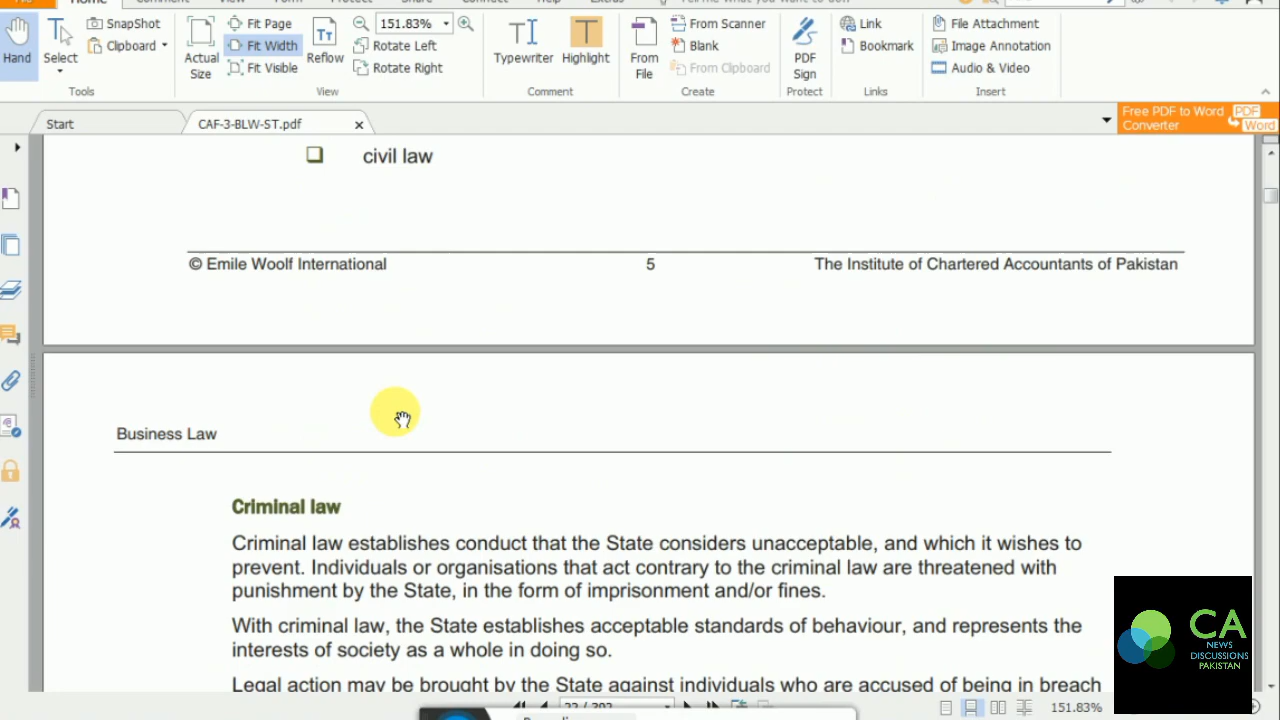 SnapShot
Fit Page
151.83%
From Scanner
Link
File Attachment
Clipboard
Fit Width
Rotate Left
Blank
Bookmark
Image Annotation
Hand
Select
Actual
Size
Fit Visible
Reflow
Rotate Right
Typewriter
Highlight
From
File
From Clipboard
PDF
Sign
Audio & Video
Tools
View
Comment
Create
Protect
Links
Insert
Start
CAF-3-BLW-ST.pdf
Free PDF to Word
Converter
PDF
Word
civil law
© Emile Woolf International
5
The Institute of Chartered Accountants of Pakistan
Business Law
Criminal law
Criminal law establishes conduct that the State considers unacceptable, and which it wishes to
prevent. Individuals or organisations that act contrary to the criminal law are threatened with
punishment by the State, in the form of imprisonment and/or fines.
With criminal law, the State establishes acceptable standards of behaviour, and represents the
interests of society as a whole in doing so.
Legal action may be brought by the State against individuals who are accused of being in breach
CA
NEWS
DISCUSSIONS
PAKISTAN
151.83%